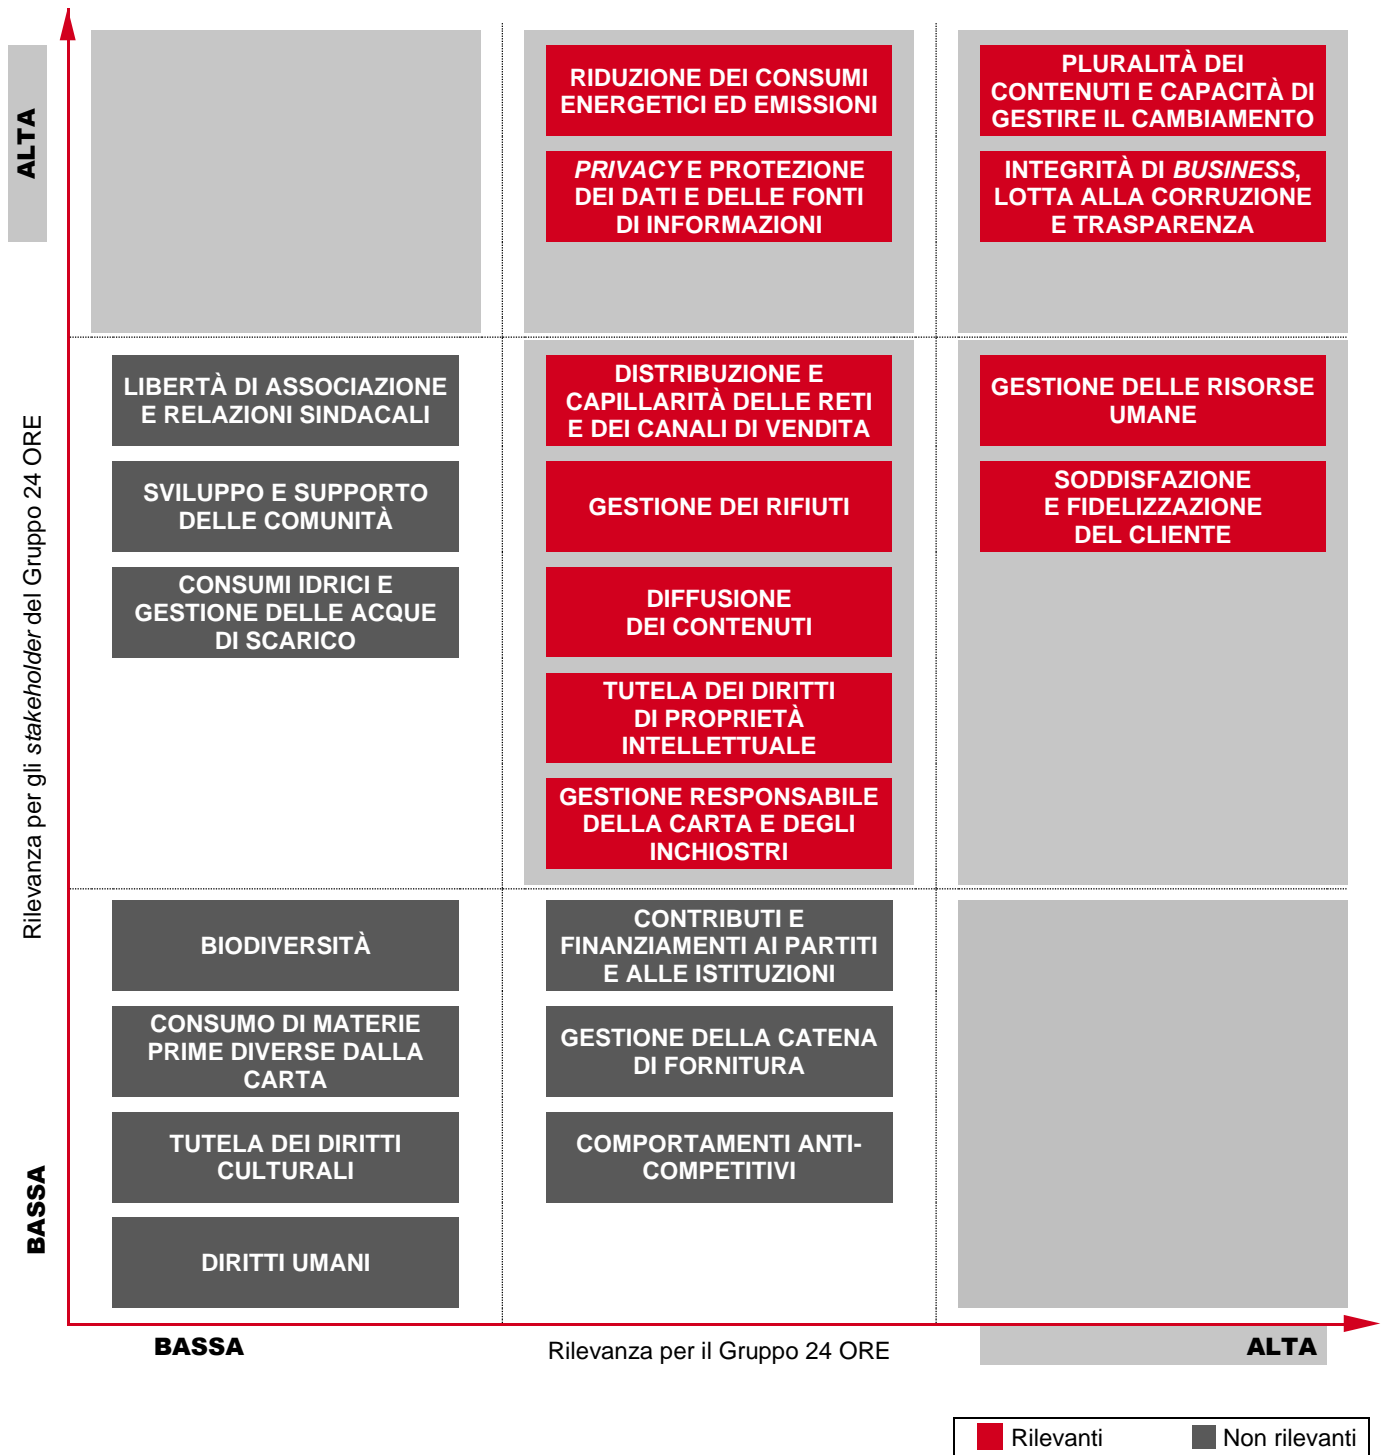 ALTA
RIDUZIONE DEI CONSUMI
ENERGETICI ED EMISSIONI
PRIVACY E PROTEZIONE
DEI DATI E DELLE FONTI
DI INFORMAZIONI
PLURALITÀ DEI
CONTENUTI E CAPACITÀ DI
GESTIRE IL CAMBIAMENTO
INTEGRITÀ DI BUSINESS,
LOTTA ALLA CORRUZIONE
E TRASPARENZA
Rilevanza per gli stakeholder del Gruppo 24 ORE
LIBERTÀ DI ASSOCIAZIONE
E RELAZIONI SINDACALI
SVILUPPO E SUPPORTO
DELLE COMUNITÀ
CONSUMI IDRICI E
GESTIONE DELLE ACQUE
DI SCARICO
DISTRIBUZIONE E
CAPILLARITÀ DELLE RETI
E DEI CANALI DI VENDITA
GESTIONE DEI RIFIUTI
DIFFUSIONE
DEI CONTENUTI
TUTELA DEI DIRITTI
DI PROPRIETÀ
INTELLETTUALE
GESTIONE RESPONSABILE
DELLA CARTA E DEGLI
INCHIOSTRI
GESTIONE DELLE RISORSE
UMANE
SODDISFAZIONE
E FIDELIZZAZIONE
DEL CLIENTE
BASSA
BIODIVERSITÀ
CONSUMO DI MATERIE
PRIME DIVERSE DALLA
CARTA
TUTELA DEI DIRITTI
CULTURALI
DIRITTI UMANI
CONTRIBUTI E
FINANZIAMENTI AI PARTITI
E ALLE ISTITUZIONI
GESTIONE DELLA CATENA
DI FORNITURA
COMPORTAMENTI ANTI-
COMPETITIVI
BASSA
Rilevanza per il Gruppo 24 ORE
ALTA
Rilevanti
Non rilevanti